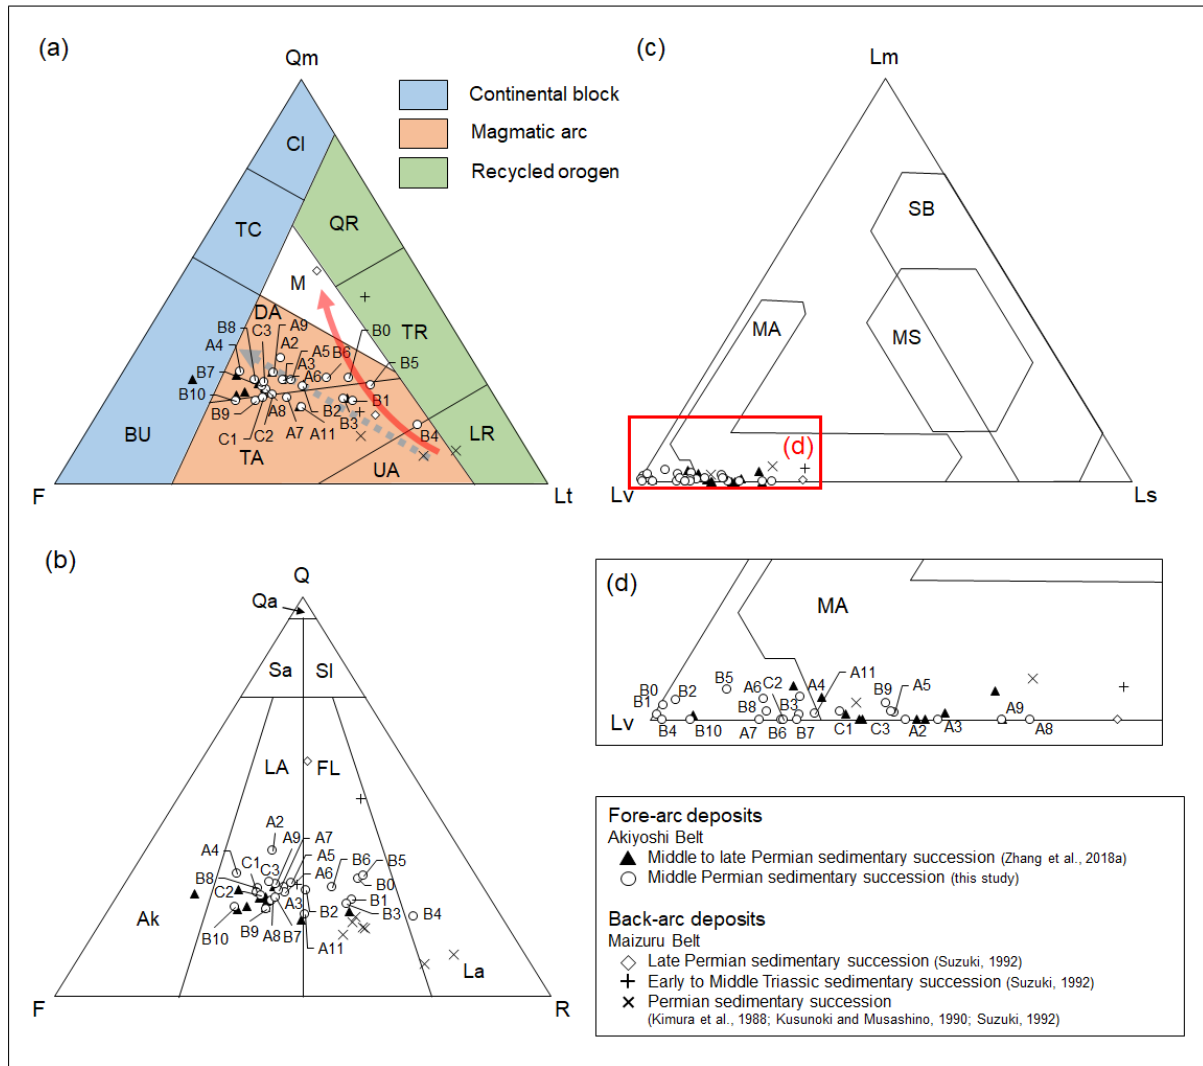 (a)
Qm
CI
TC
QR
M
DA
TR
BU
TA
UA
LR
F
Lt
B8
C3
A9
A2
A5
B6
B0
A4
A3
B5
B7
A6
B10
B9
A8
B2
B1
B3
C1
C2
A7
A11
B4
Continental block
Magmatic arc
Recycled orogen
(c)
Lm
SB
MA
MS
(d)
Lv
Ls
(b)
Q
Qa
Sa
SI
LA
FL
Ak
La
F
R
A2
A9
A7
A4
C1
C3
A5
B6
B5
B8
A6
B0
C2
A3
B1
B2
B3
B4
B10
B9
A8
B7
A11
(d)
MA
B0
B2
B5
A6
C2
A4
A11
B9
A5
B1
B8
B3
Lv
B4
B10
A7
B6
B7
C1
C3
A2
A3
A9
A8
Fore-arc deposits
Akiyoshi Belt
Middle to late Permian sedimentary succession (Zhang et al., 2018a)
Middle Permian sedimentary succession (this study)
Back-arc deposits
Maizuru Belt
Late Permian sedimentary succession (Suzuki, 1992)
Early to Middle Triassic sedimentary succession (Suzuki, 1992)
Permian sedimentary succession
(Kimura et al., 1988; Kusunoki and Musashino, 1990; Suzuki, 1992)